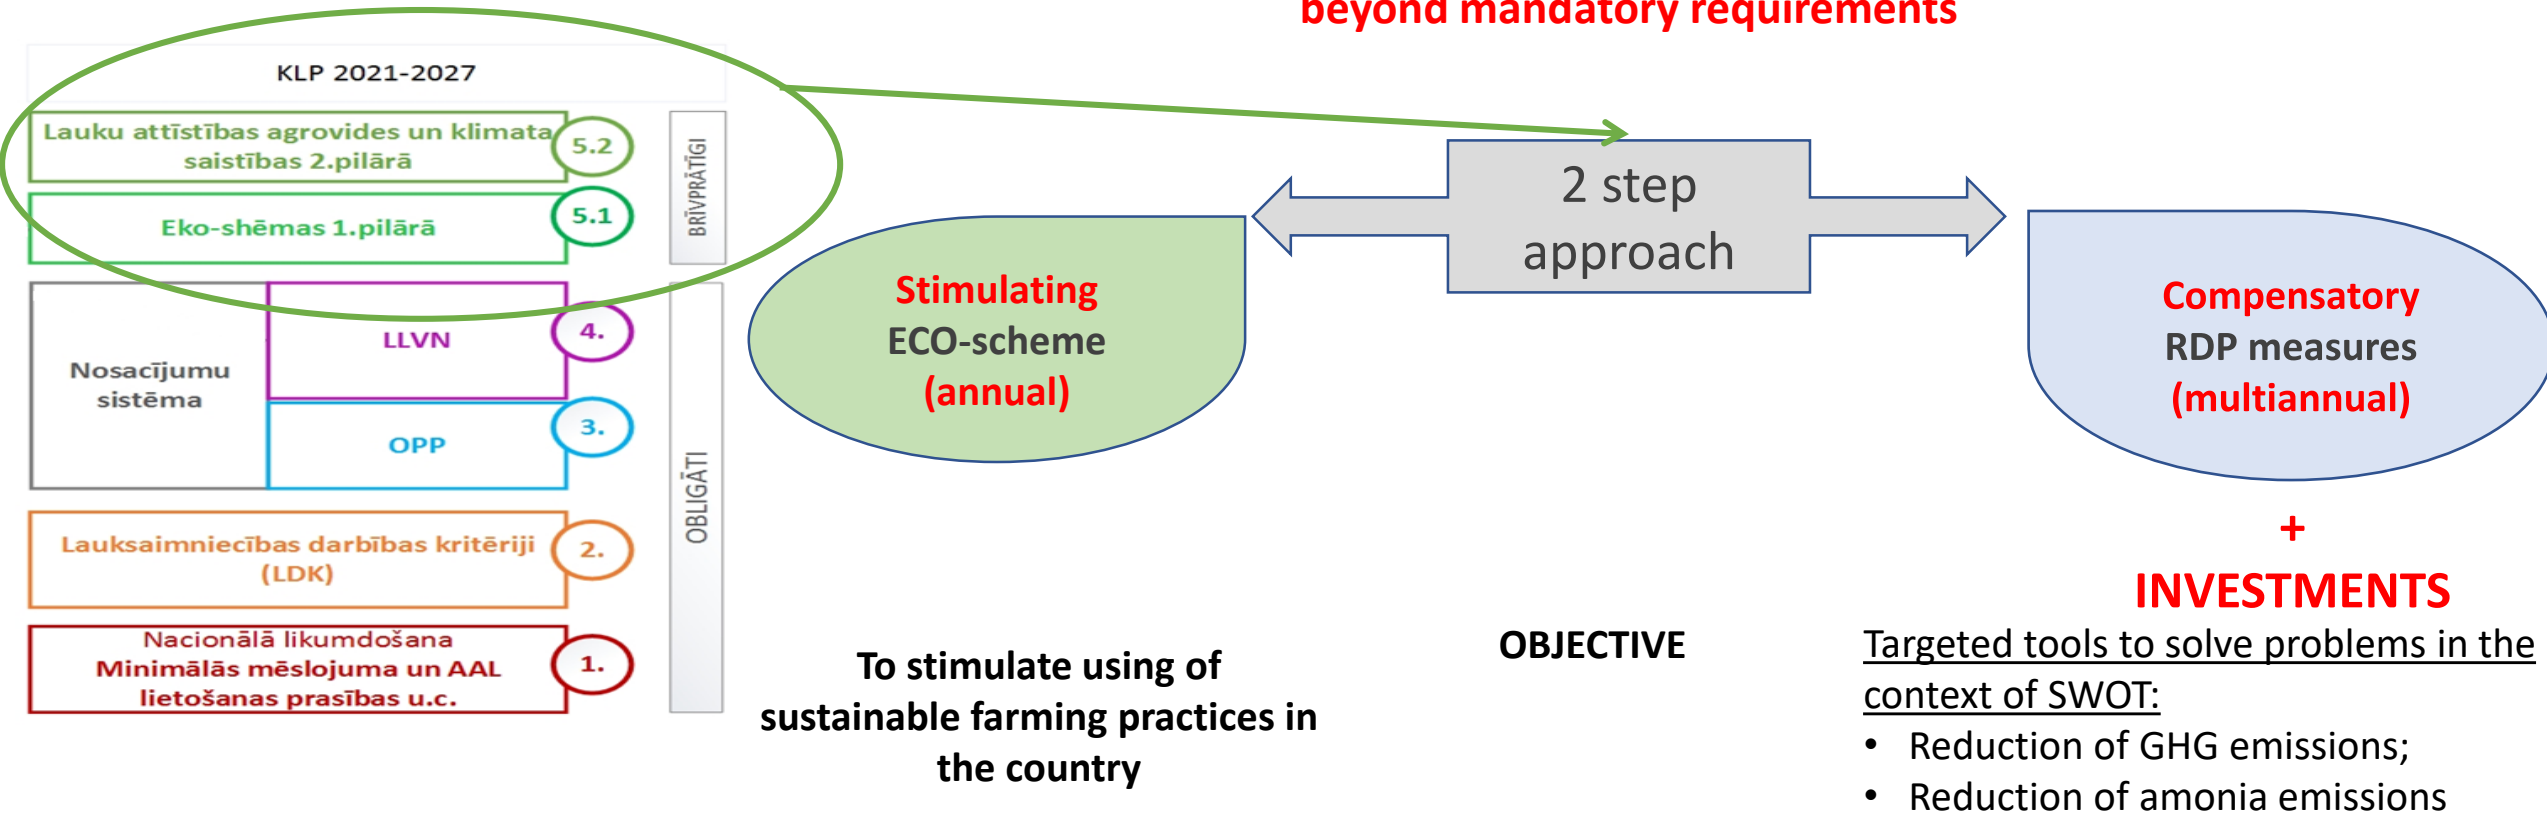 beyond mandatory requirements
KLP 2021-2027
Lauku attīstības agrovides un klimata
saistības 2.pilārā
5.2
Eko-shēmas 1.pilārā
5.1
BRĪVPRĀTĪGI
Nosacījumu
sistēma
LLVN
4.
OPP
3.
Lauksaimniecības darbības kritēriji
(LDK)
2.
Nacionālā likumdošana
Minimālās mēslojuma un AAL
lietošanas prasības u.c.
1.
OBLIGĀTI
2 step
approach
Stimulating
ECO-scheme
(annual)
Compensatory
RDP measures
(multiannual)
+
INVESTMENTS
To stimulate using of
sustainable farming practices in
the country
OBJECTIVE
Targeted tools to solve problems in the
context of SWOT:
• Reduction of GHG emissions;
• Reduction of amonia emissions